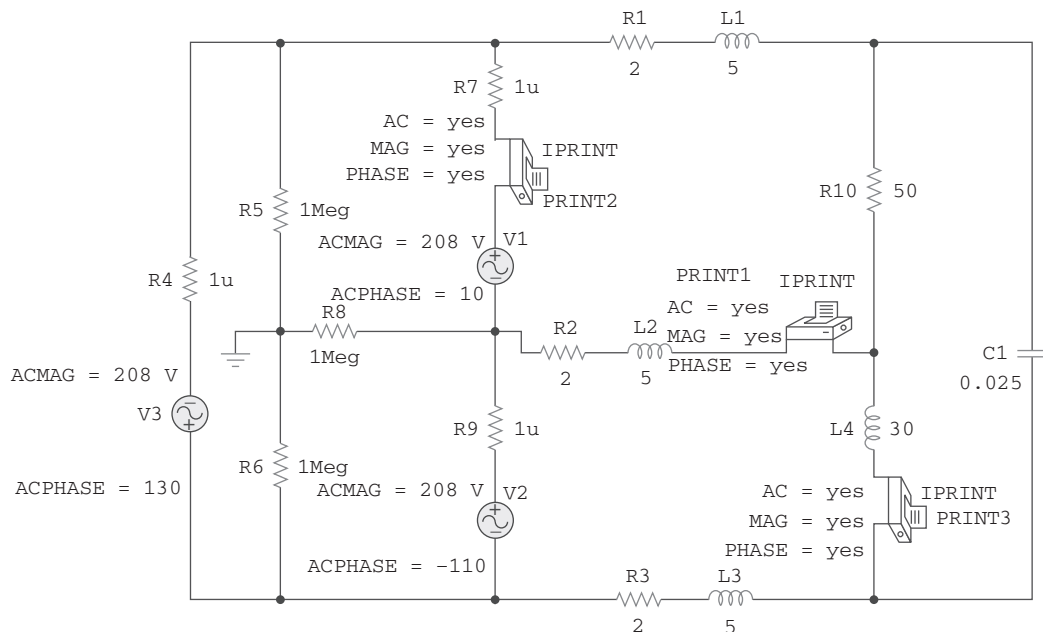 R1
L1
2
5
R7
1u
AC = yes
MAG = yes
PHASE = yes
IPRINT
PRINT2
R10
50
R5
1Meg
ACMAG = 208 V
V1
R4
1u
PRINT1
IPRINT
ACPHASE = 10
AC = yes
R8
R2
L2
MAG = yes
1Meg
2
5
PHASE = yes
C1
0.025
ACMAG = 208 V
V3
R9
1u
L4
30
R6
1Meg
ACPHASE = 130
ACMAG = 208 V
V2
AC = yes
IPRINT
MAG = yes
PRINT3
PHASE = yes
ACPHASE = -110
R3
L3
2
5